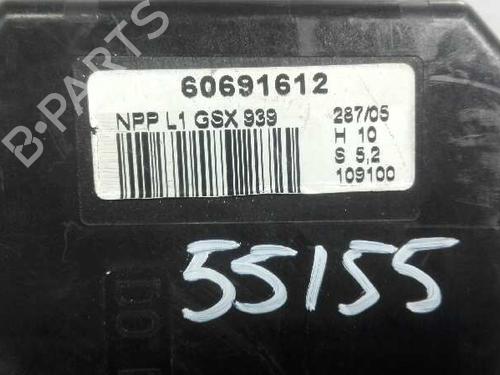 B-PARTS
60691612
NPP L1 GSX 939
287/05
H 10
S 5,2
109100
55155